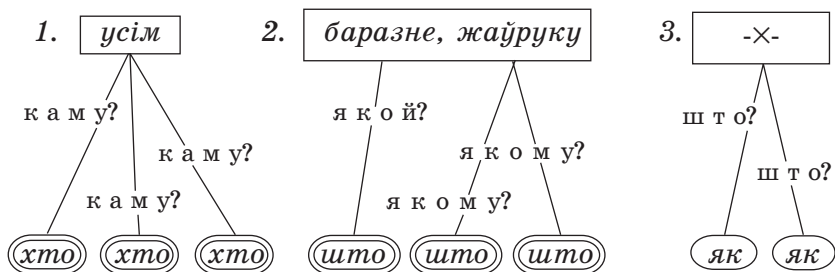 1. усім 2. баразне, жаўруку 3. -×-
каму? якой? што?
каму? якому?
каму? якому? што?
хто хто хто што што што як як